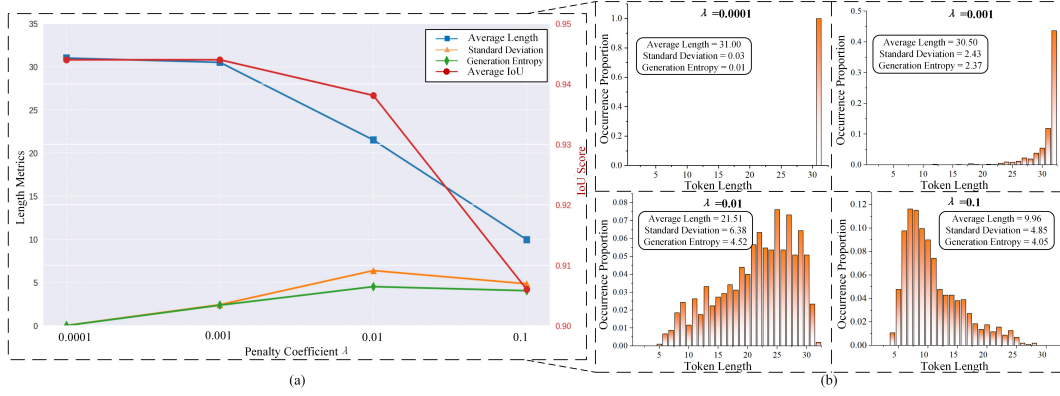 35
30
25
20
15
10
5
0
Length Metrics
0.0001
0.001
0.01
0.1
Penalty Coefficient λ
0.95
0.94
0.93
0.92
0.91
0.90
IoU Score
Average Length
Standard Deviation
Generation Entropy
Average IoU
(a)
λ =0.0001
Average Length = 31.00
Standard Deviation = 0.03
Generation Entropy = 0.01
1.0
0.8
0.6
0.4
0.2
0.0
Occurrence Proportion
5 10 15 20 25 30
Token Length
λ =0.001
Average Length = 30.50
Standard Deviation = 2.43
Generation Entropy = 2.37
0.5
0.4
0.3
0.2
0.1
0.0
Occurrence Proportion
5 10 15 20 25 30
Token Length
λ =0.01
Average Length = 21.51
Standard Deviation = 6.38
Generation Entropy = 4.52
0.08
0.07
0.06
0.05
0.04
0.03
0.02
0.01
0.00
Occurrence Proportion
5 10 15 20 25 30
Token Length
λ =0.1
Average Length = 9.96
Standard Deviation = 4.85
Generation Entropy = 4.05
0.12
0.10
0.08
0.06
0.04
0.02
0.00
Occurrence Proportion
5 10 15 20 25 30
Token Length
(b)